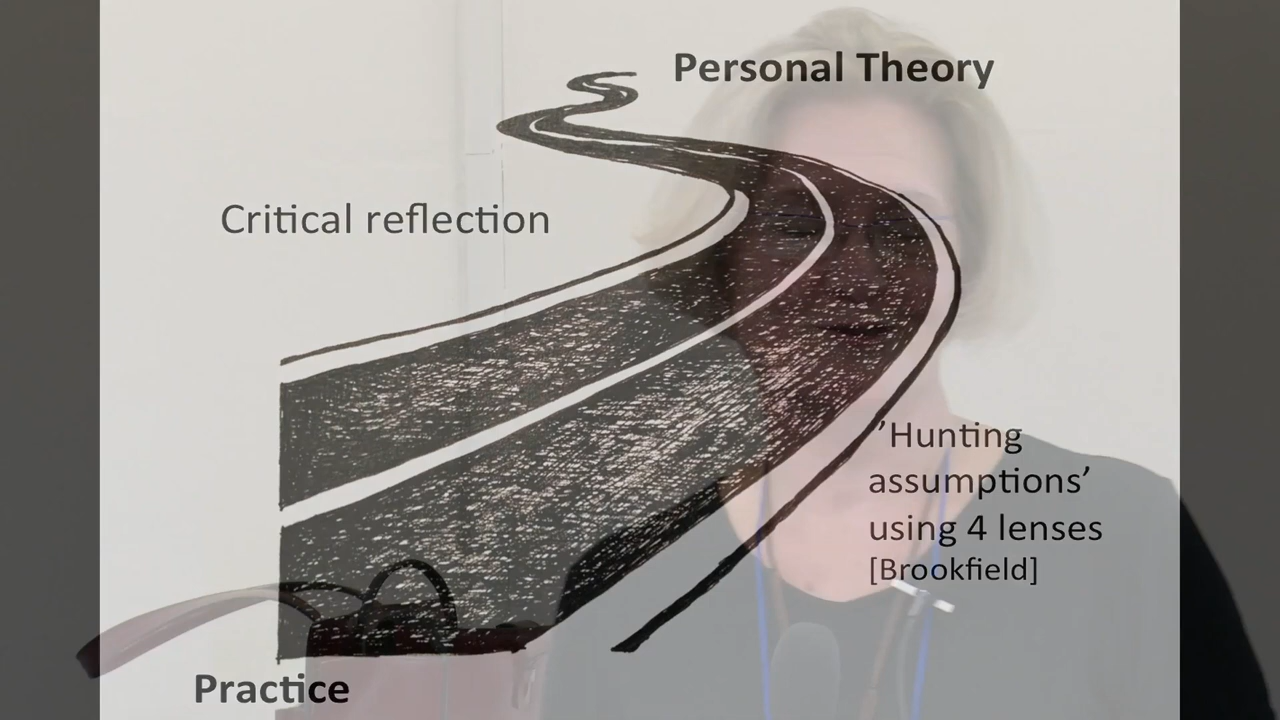 Personal Theory
Critical reflection
’Hunting
assumptions’
using 4 lenses
[Brookfield]
Practice